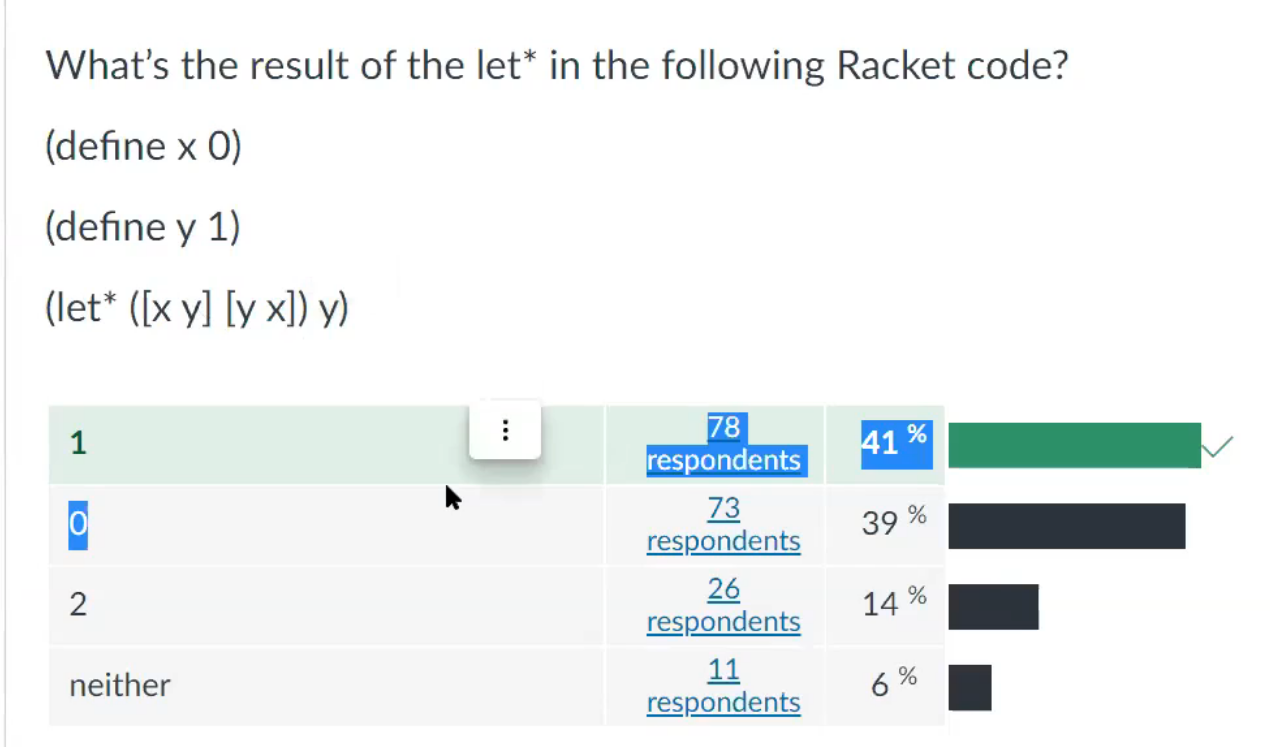 What’s the result of the let* in the following Racket code?
(define x 0)
(define y 1)
(let* ([x y] [y x]) y)
1 78 respondents 41 %
0 73 respondents 39 %
2 26 respondents 14 %
neither 11 respondents 6 %